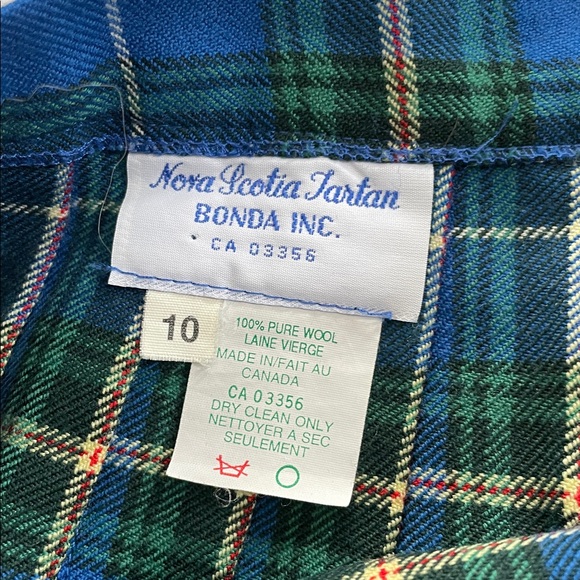 Nova Scotia Tartan
BONDA INC.
CA 03356
10
100% PURE WOOL
LAINE VIERGE
MADE IN/FAIT AU
CANADA
CA 03356
DRY CLEAN ONLY
NETTOYER A SEC
SEULEMENT